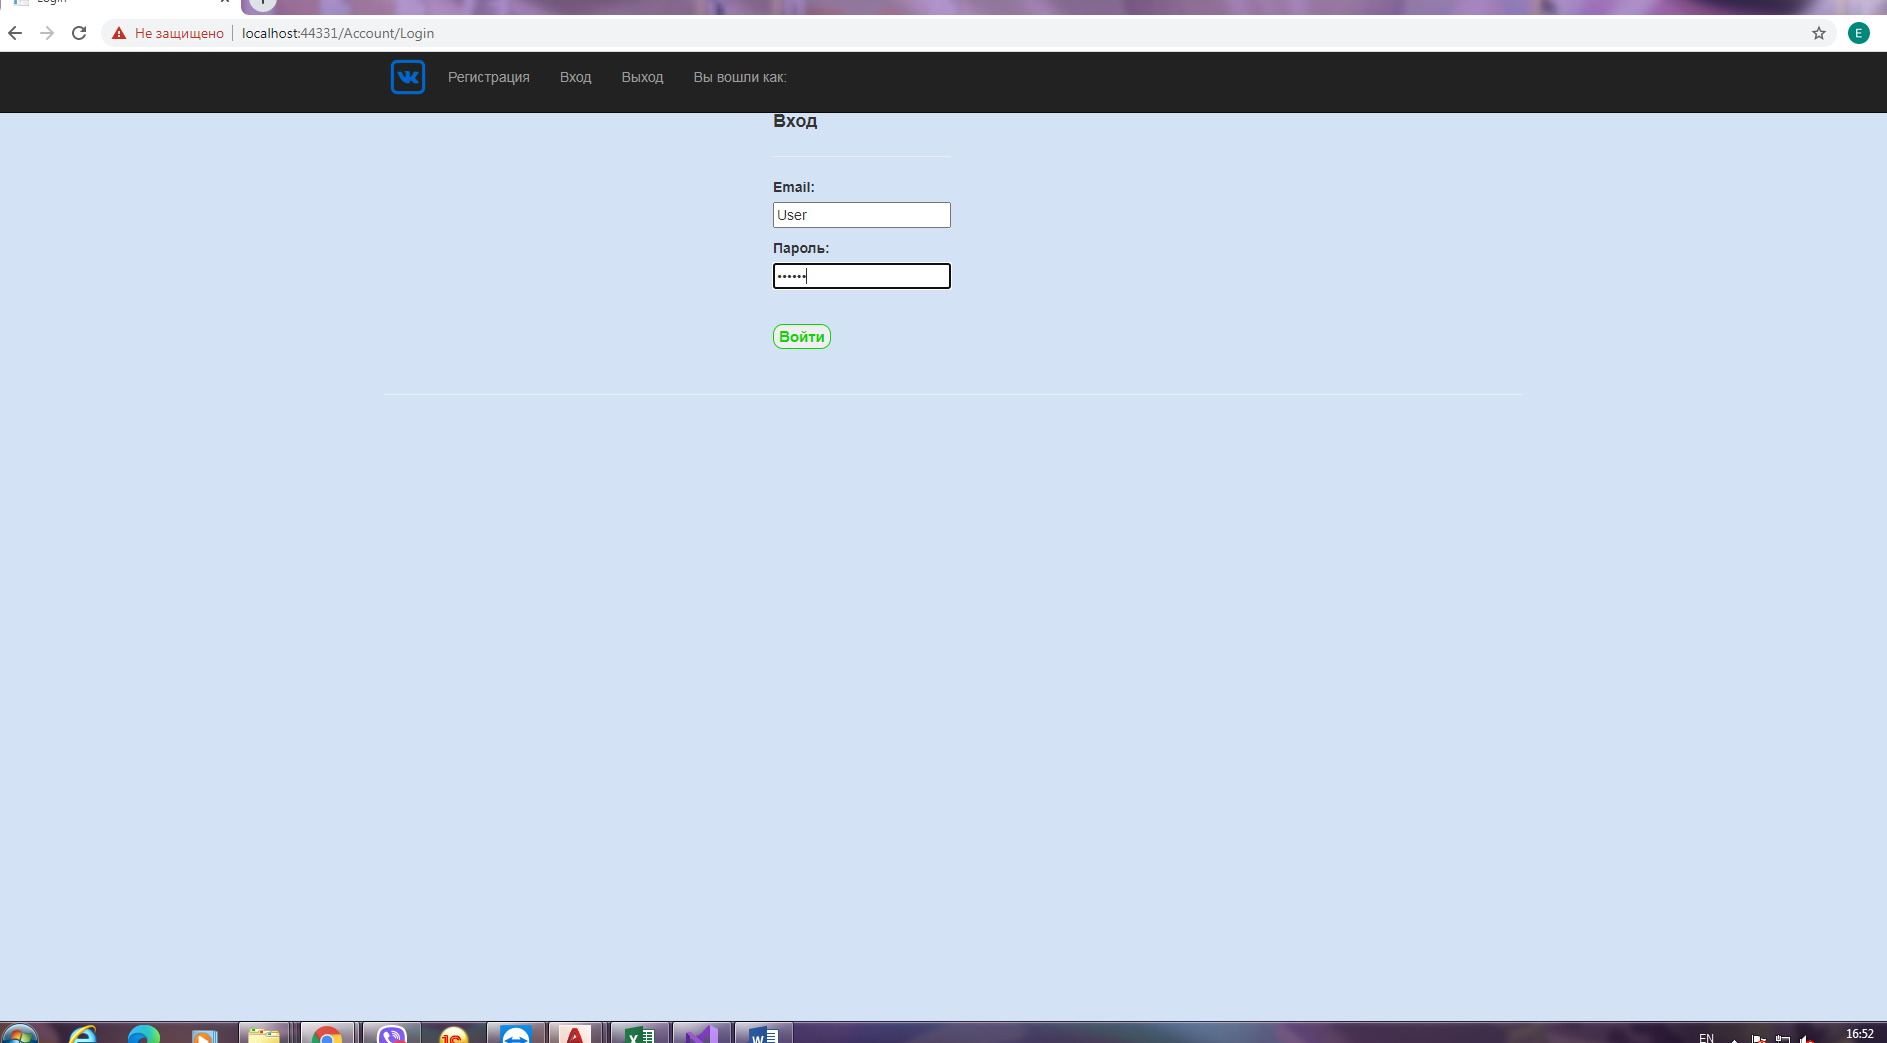 Login
Не защищено localhost:44331/Account/Login
E
Регистрация Вход Выход Вы вошли как:
Вход
Email:
User
Пароль:
••••••
Войти
EN 16:52